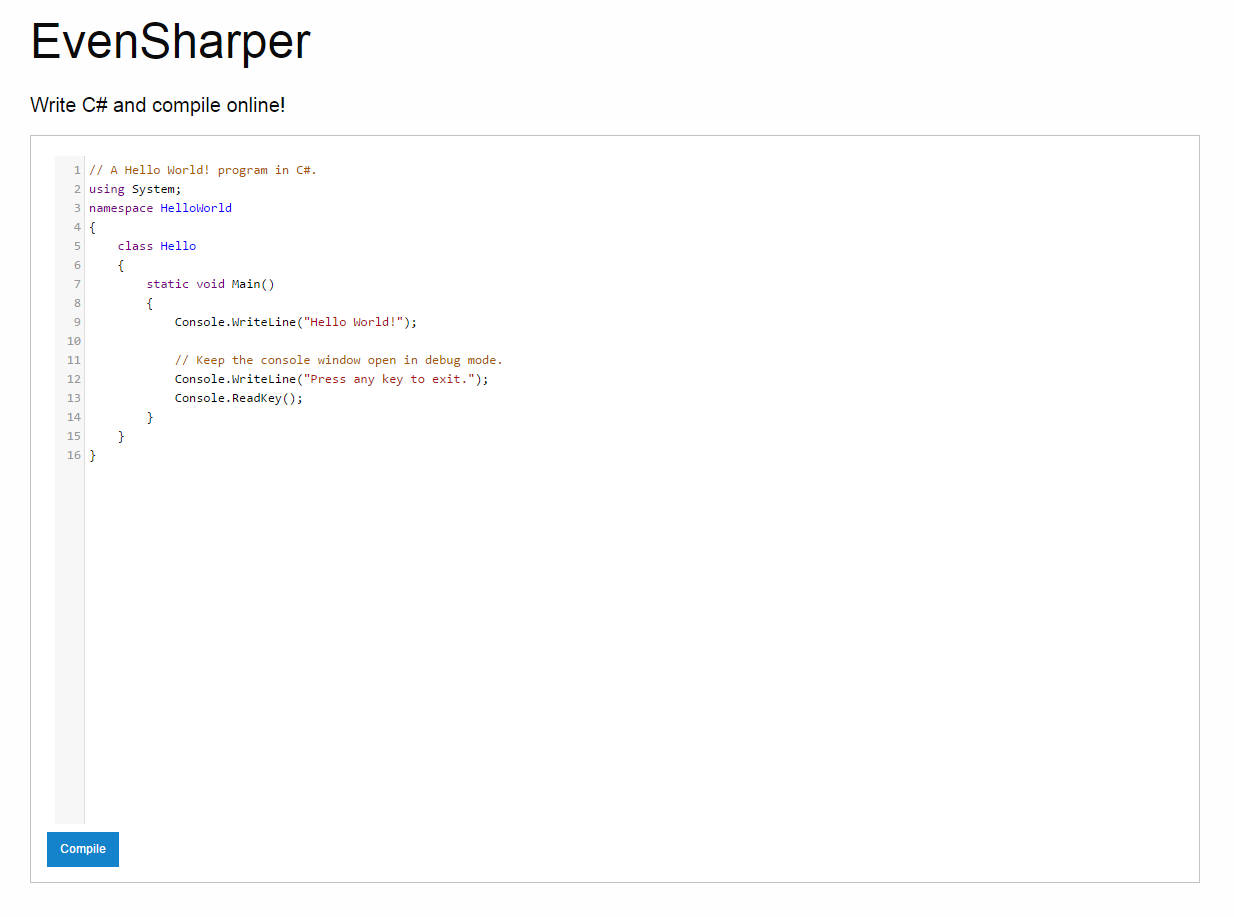 EvenSharper
Write C# and compile online!
1 // A Hello World! program in C#.
2 using System;
3 namespace HelloWorld
4 {
5     class Hello
6     {
7         static void Main()
8         {
9             Console.WriteLine("Hello World!");
10
11             // Keep the console window open in debug mode.
12             Console.WriteLine("Press any key to exit.");
13             Console.ReadKey();
14         }
15     }
16 }
Compile